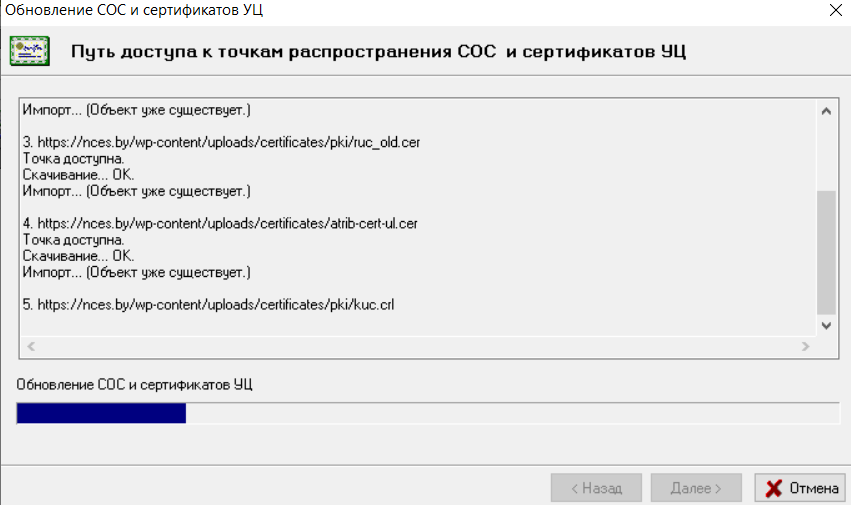 Обновление СОС и сертификатов УЦ
Путь доступа к точкам распространения СОС и сертификатов УЦ
Импорт... (Объект уже существует.)
3. https://nces.by/wp-content/uploads/certificates/pki/ruc_old.cer
Точка доступна.
Скачивание... OK.
Импорт... (Объект уже существует.)
4. https://nces.by/wp-content/uploads/certificates/atrib-cert-ul.cer
Точка доступна.
Скачивание... OK.
Импорт... (Объект уже существует.)
5. https://nces.by/wp-content/uploads/certificates/pki/kuc.crl
Обновление СОС и сертификатов УЦ
< Назад
Далее >
Отмена